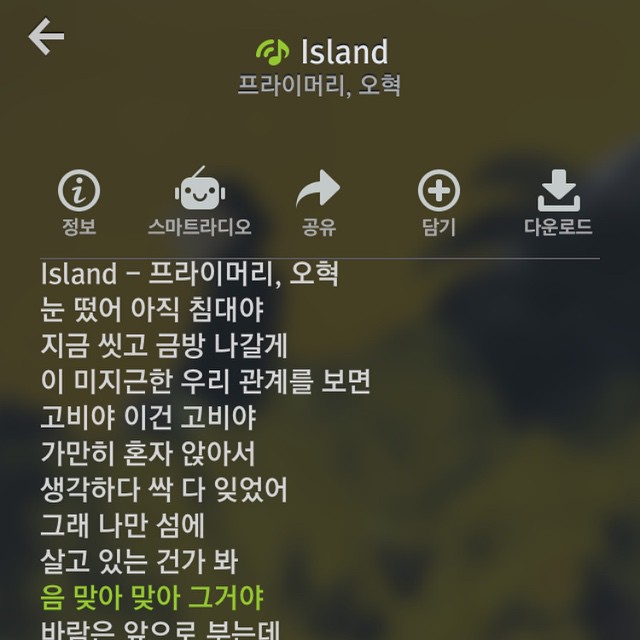 Island
프라이머리, 오혁
정보 스마트라디오 공유 담기 다운로드
Island - 프라이머리, 오혁
눈 떴어 아직 침대야
지금 씻고 금방 나갈게
이 미지근한 우리 관계를 보면
고비야 이건 고비야
가만히 혼자 앉아서
생각하다 싹 다 잊었어
그래 나만 섬에
살고 있는 건가 봐
음 맞아 맞아 그거야
바람은 앞으로 부는데